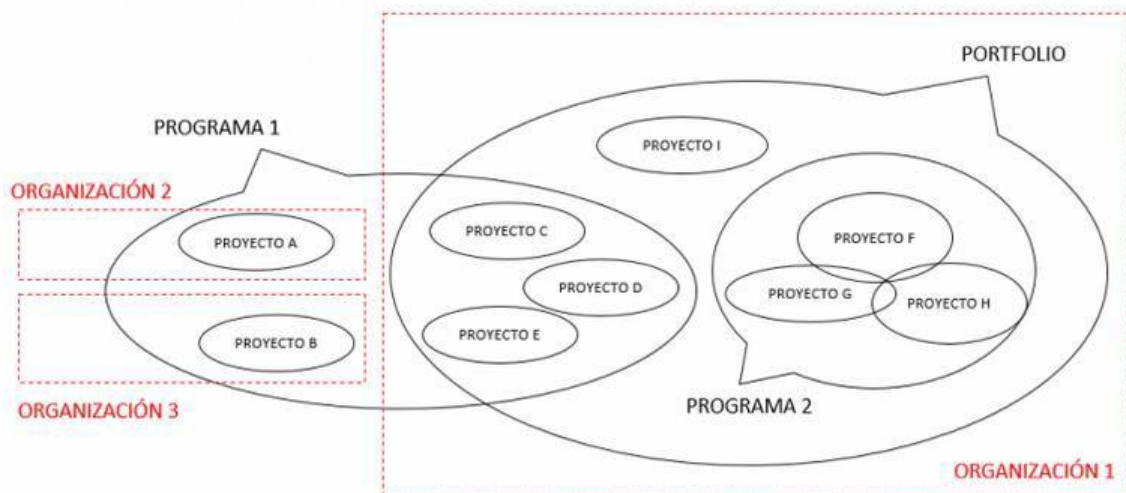 PORTFOLIO
PROGRAMA 1
PROYECTO I
ORGANIZACIÓN 2
PROYECTO A
PROYECTO C
PROYECTO F
PROYECTO D
PROYECTO G
PROYECTO H
PROYECTO B
PROYECTO E
ORGANIZACIÓN 3
PROGRAMA 2
ORGANIZACIÓN 1